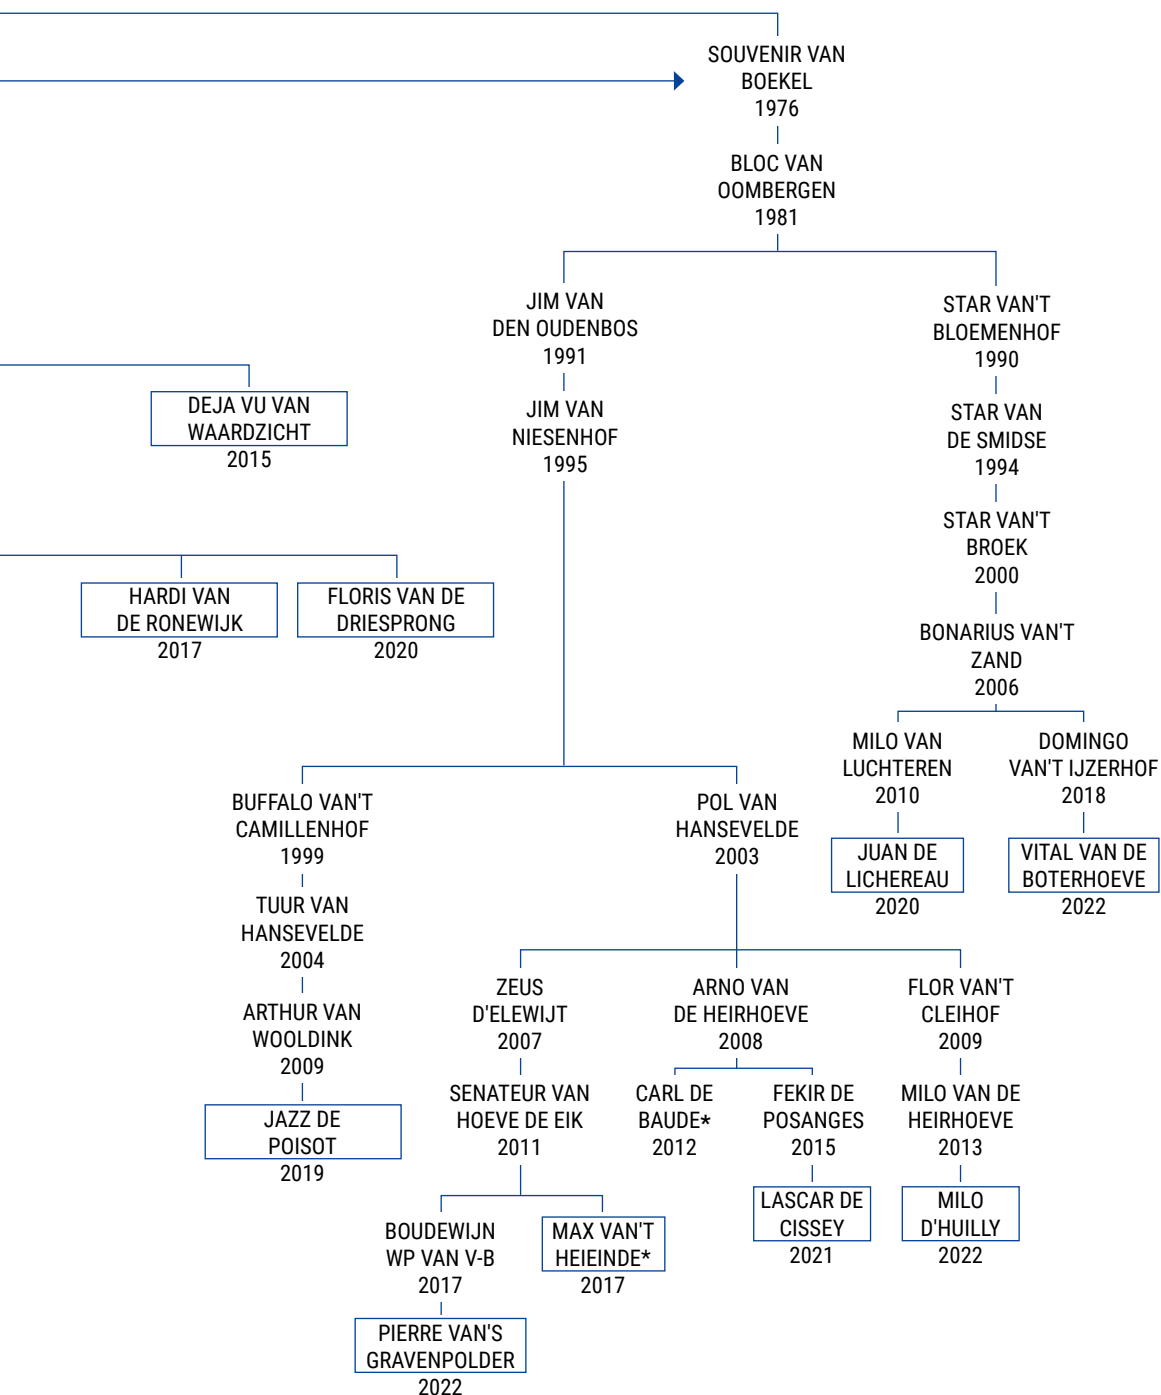 SOUVENIR VAN
BOEKEL
1976
BLOC VAN
OOMBERGEN
1981
JIM VAN
DEN OUDENBOS
1991
STAR VAN'T
BLOEMENHOF
1990
DEJA VU VAN
WAARDZICHT
2015
JIM VAN
NIESENHOF
1995
STAR VAN
DE SMIDSE
1994
STAR VAN'T
BROEK
2000
HARDI VAN
DE RONEWIJK
2017
FLORIS VAN DE
DRIESPRONG
2020
BONARIUS VAN'T
ZAND
2006
MILO VAN
LUCHTEREN
2010
DOMINGO
VAN'T IJZERHOF
2018
BUFFALO VAN'T
CAMILLENHOF
1999
POL VAN
HANSEVELDE
2003
JUAN DE
LICHEREAU
2020
VITAL VAN DE
BOTERHOEVE
2022
TUUR VAN
HANSEVELDE
2004
ARTHUR VAN
WOOLDINK
2009
ZEUS
D'ELEWIJT
2007
ARNO VAN
DE HEIRHOEVE
2008
FLOR VAN'T
CLEIHOF
2009
JAZZ DE
POISOT
2019
SENATEUR VAN
HOEVE DE EIK
2011
CARL DE
BAUDE*
2012
FEKIR DE
POSANGES
2015
MILO VAN DE
HEIRHOEVE
2013
BOUDEWIJN
WP VAN V-B
2017
MAX VAN'T
HEIEINDE*
2017
LASCAR DE
CISSEY
2021
MILO
D'HUILLY
2022
PIERRE VAN'S
GRAVENPOLDER
2022